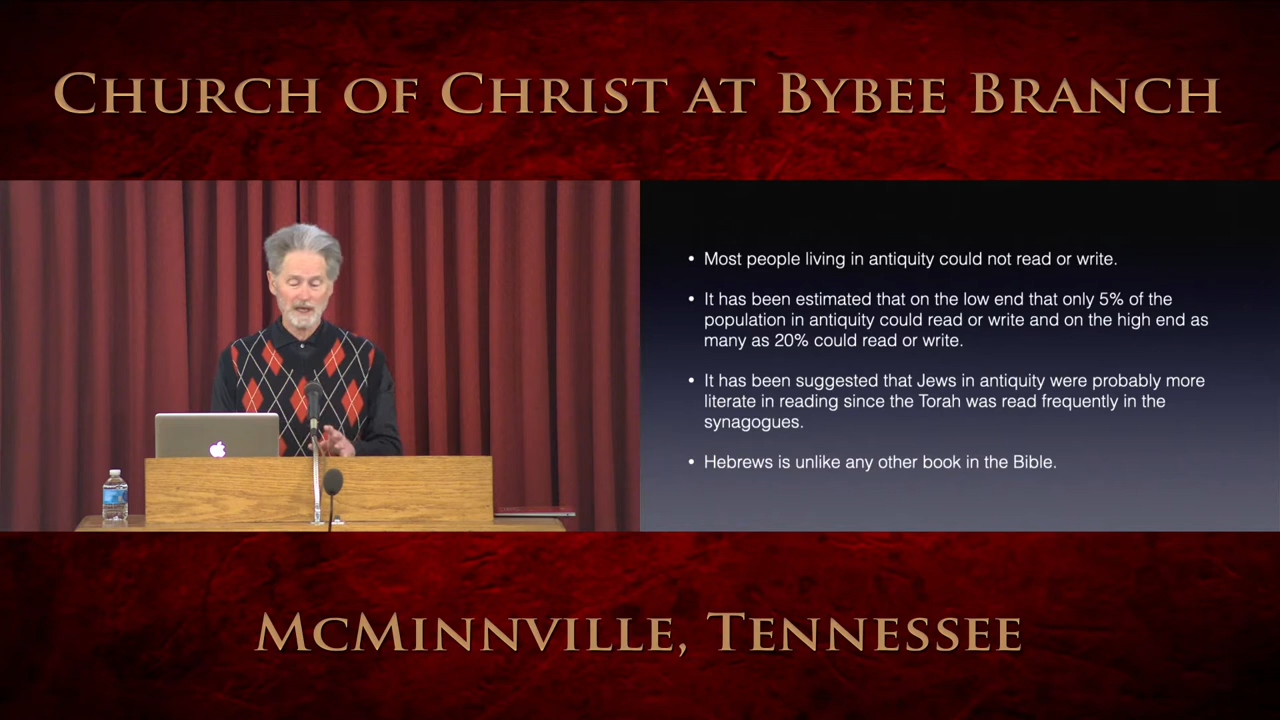 CHURCH OF CHRIST AT BYBEE BRANCH
• Most people living in antiquity could not read or write.
• It has been estimated that on the low end that only 5% of the
population in antiquity could read or write and on the high end as
many as 20% could read or write.
• It has been suggested that Jews in antiquity were probably more
literate in reading since the Torah was read frequently in the
synagogues.
• Hebrews is unlike any other book in the Bible.
MCMINNVILLE, TENNESSEE